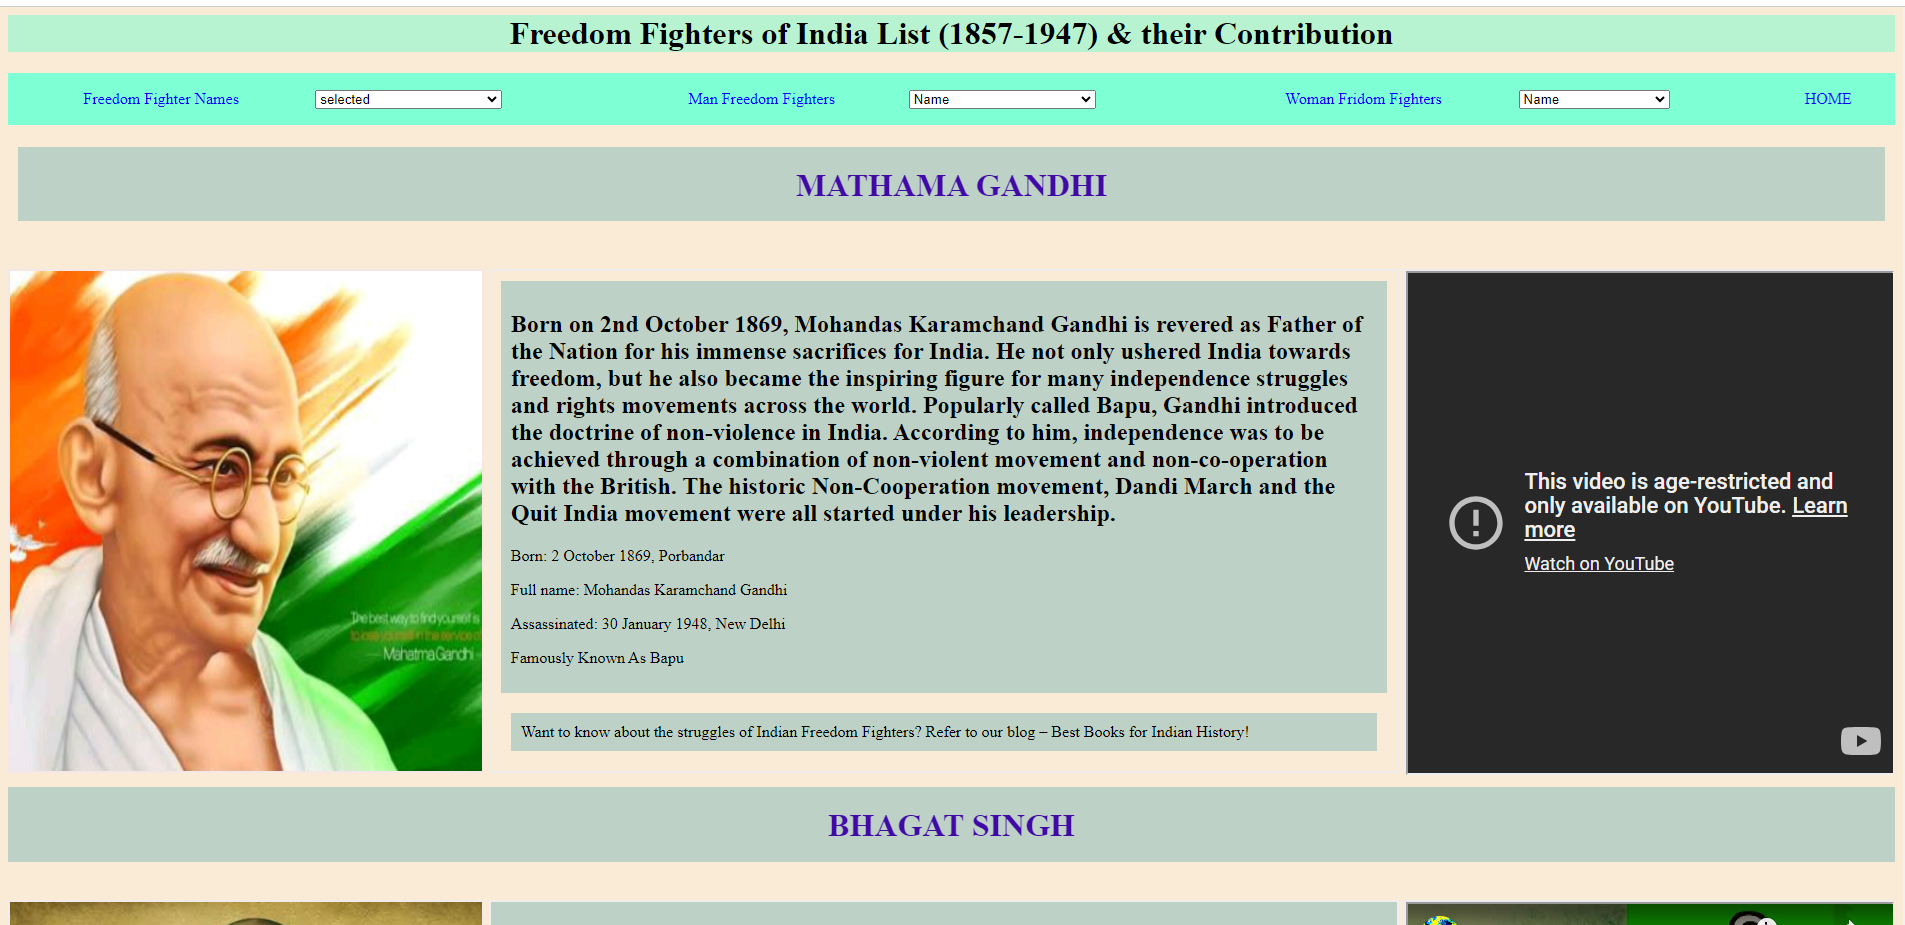 Freedom Fighters of India List (1857-1947) & their Contribution
Freedom Fighter Names selected Man Freedom Fighters Name Woman Fridom Fighters Name HOME
MATHAMA GANDHI
The best way to find yourself is
to lose yourself in the service of
— Mahatma Gandhi
Born on 2nd October 1869, Mohandas Karamchand Gandhi is revered as Father of
the Nation for his immense sacrifices for India. He not only ushered India towards
freedom, but he also became the inspiring figure for many independence struggles
and rights movements across the world. Popularly called Bapu, Gandhi introduced
the doctrine of non-violence in India. According to him, independence was to be
achieved through a combination of non-violent movement and non-co-operation
with the British. The historic Non-Cooperation movement, Dandi March and the
Quit India movement were all started under his leadership.
Born: 2 October 1869, Porbandar
Full name: Mohandas Karamchand Gandhi
Assassinated: 30 January 1948, New Delhi
Famously Known As Bapu
Want to know about the struggles of Indian Freedom Fighters? Refer to our blog – Best Books for Indian History!
This video is age-restricted and
only available on YouTube. Learn
more
Watch on YouTube
BHAGAT SINGH